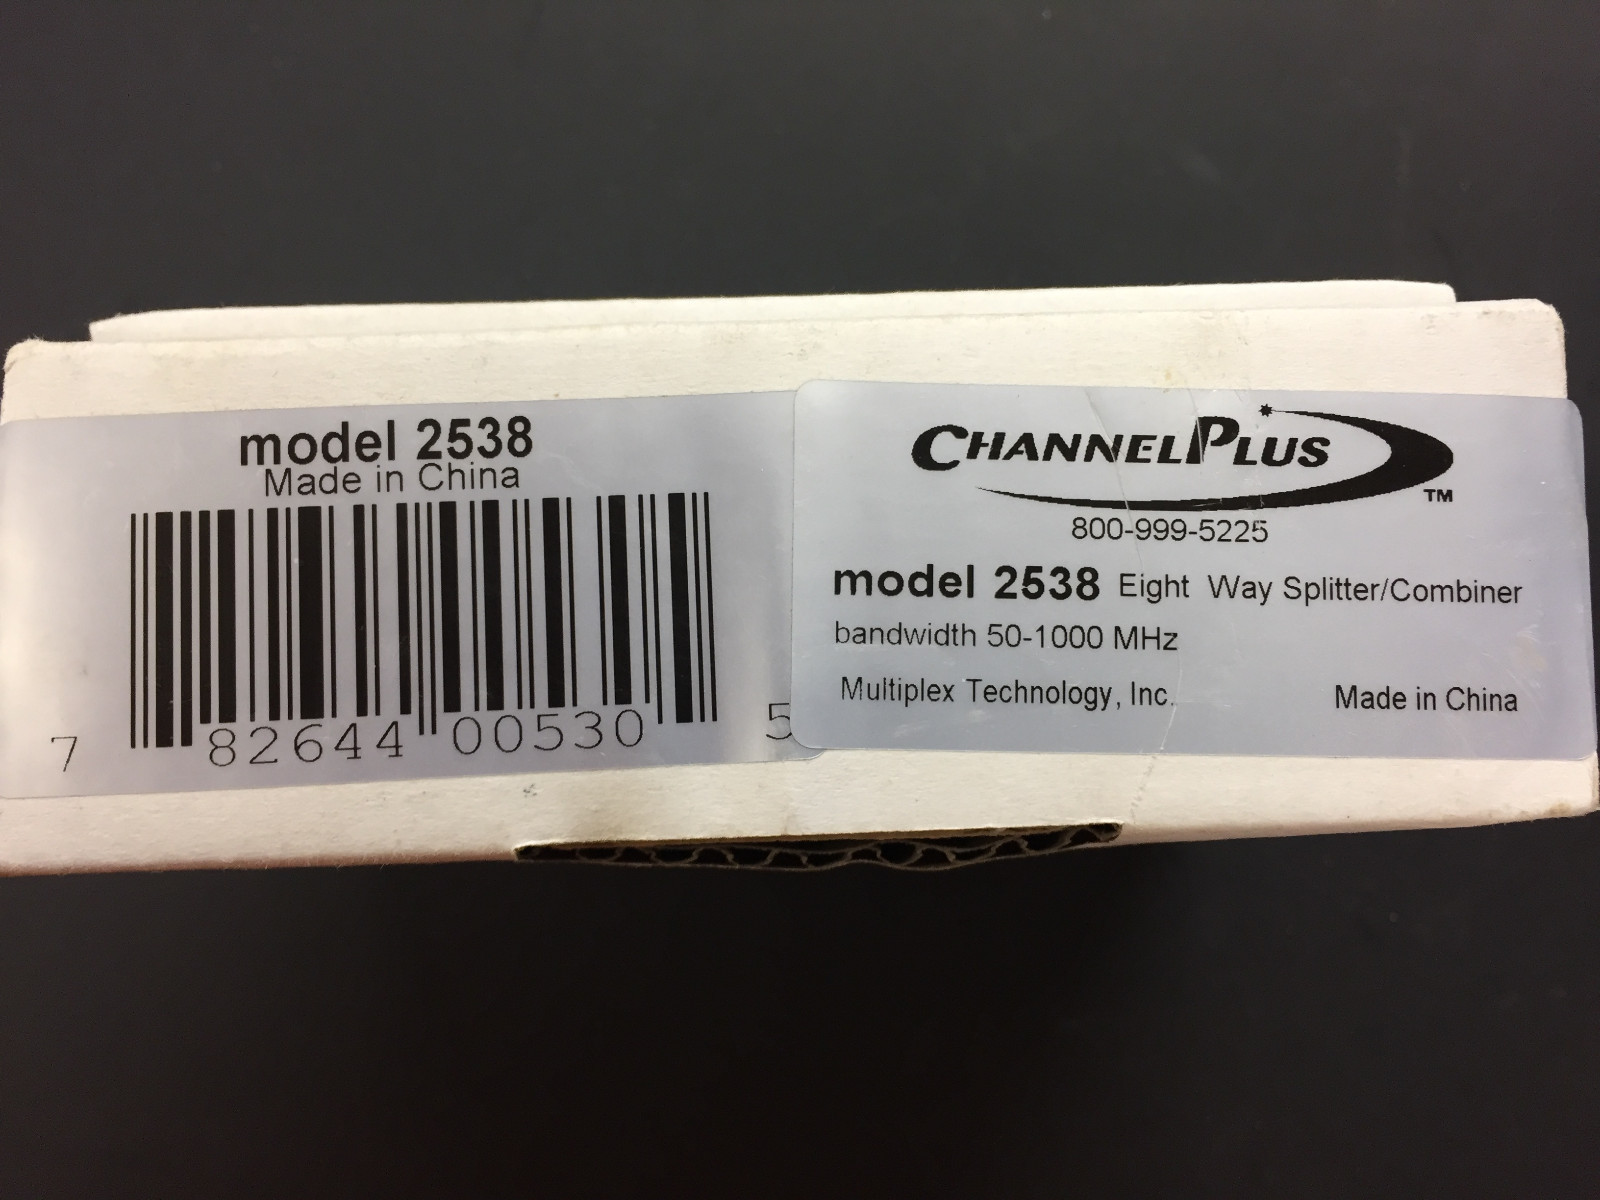 model 2538
Made in China
7 82644 00530 5
CHANNELPLUS
TM
800-999-5225
model 2538 Eight Way Splitter/Combiner
bandwidth 50-1000 MHz
Multiplex Technology, Inc. Made in China